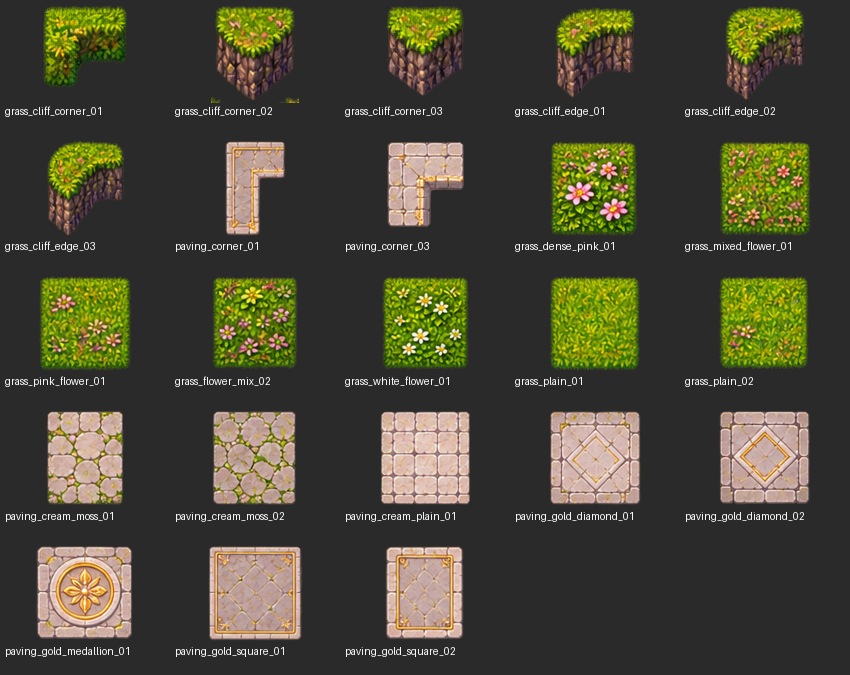 grass_cliff_corner_01
grass_cliff_corner_02
grass_cliff_corner_03
grass_cliff_edge_01
grass_cliff_edge_02
grass_cliff_edge_03
paving_corner_01
paving_corner_03
grass_dense_pink_01
grass_mixed_flower_01
grass_pink_flower_01
grass_flower_mix_02
grass_white_flower_01
grass_plain_01
grass_plain_02
paving_cream_moss_01
paving_cream_moss_02
paving_cream_plain_01
paving_gold_diamond_01
paving_gold_diamond_02
paving_gold_medallion_01
paving_gold_square_01
paving_gold_square_02